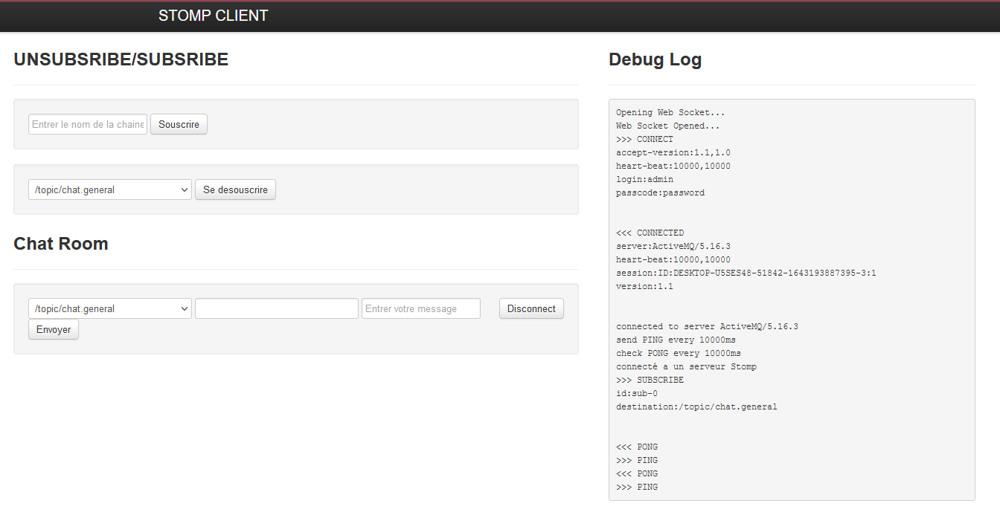 STOMP CLIENT
UNSUBSRIBE/SUBSRIBE
Entrer le nom de la chaine Souscrire
/topic/chat.general Se desouscrire
Chat Room
/topic/chat.general Entrer votre message Disconnect
Envoyer
Debug Log
Opening Web Socket...
Web Socket Opened...
>>> CONNECT
accept-version:1.1,1.0
heart-beat:10000,10000
login:admin
passcode:password
<<< CONNECTED
server:ActiveMQ/5.16.3
heart-beat:10000,10000
session:ID:DESKTOP-U5SES48-51842-1643193887395-3:1
version:1.1
connected to server ActiveMQ/5.16.3
send PING every 10000ms
check PONG every 10000ms
connecté a un serveur Stomp
>>> SUBSCRIBE
id:sub-0
destination:/topic/chat.general
<<< PONG
>>> PING
<<< PONG
>>> PING